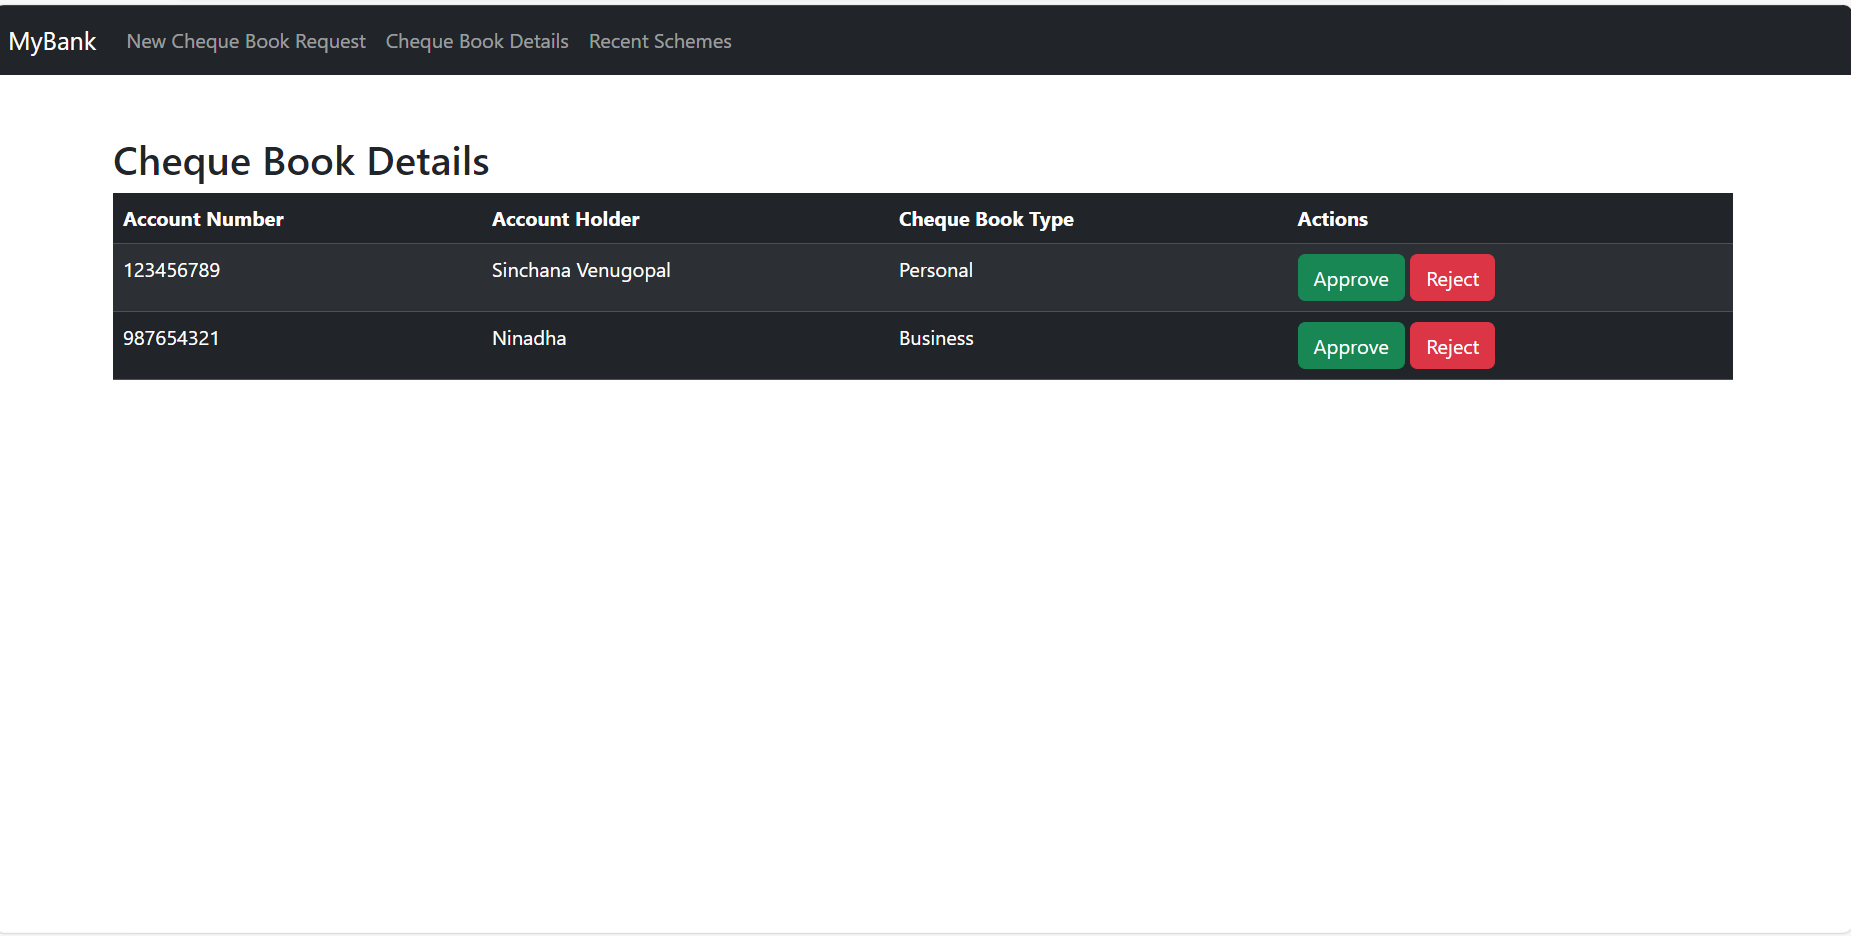 MyBank New Cheque Book Request Cheque Book Details Recent Schemes
Cheque Book Details
Account Number Account Holder Cheque Book Type Actions
123456789 Sinchana Venugopal Personal Approve Reject
987654321 Ninadha Business Approve Reject